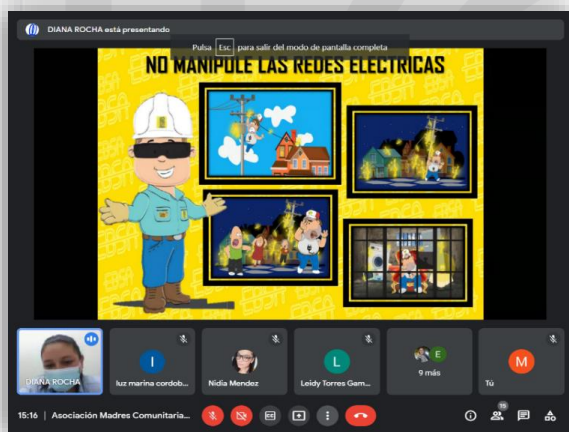 DIANA ROCHA está presentando
Pulsa Esc para salir del modo de pantalla completa
NO MANIPULE LAS REDES ELECTRICAS
DIANA ROCHA
I
luz marina cordob...
Nidia Mendez
L
Leidy Torres Gam...
E
9 más
M
Tú
15:16 | Asociación Madres Comunitaria...
15